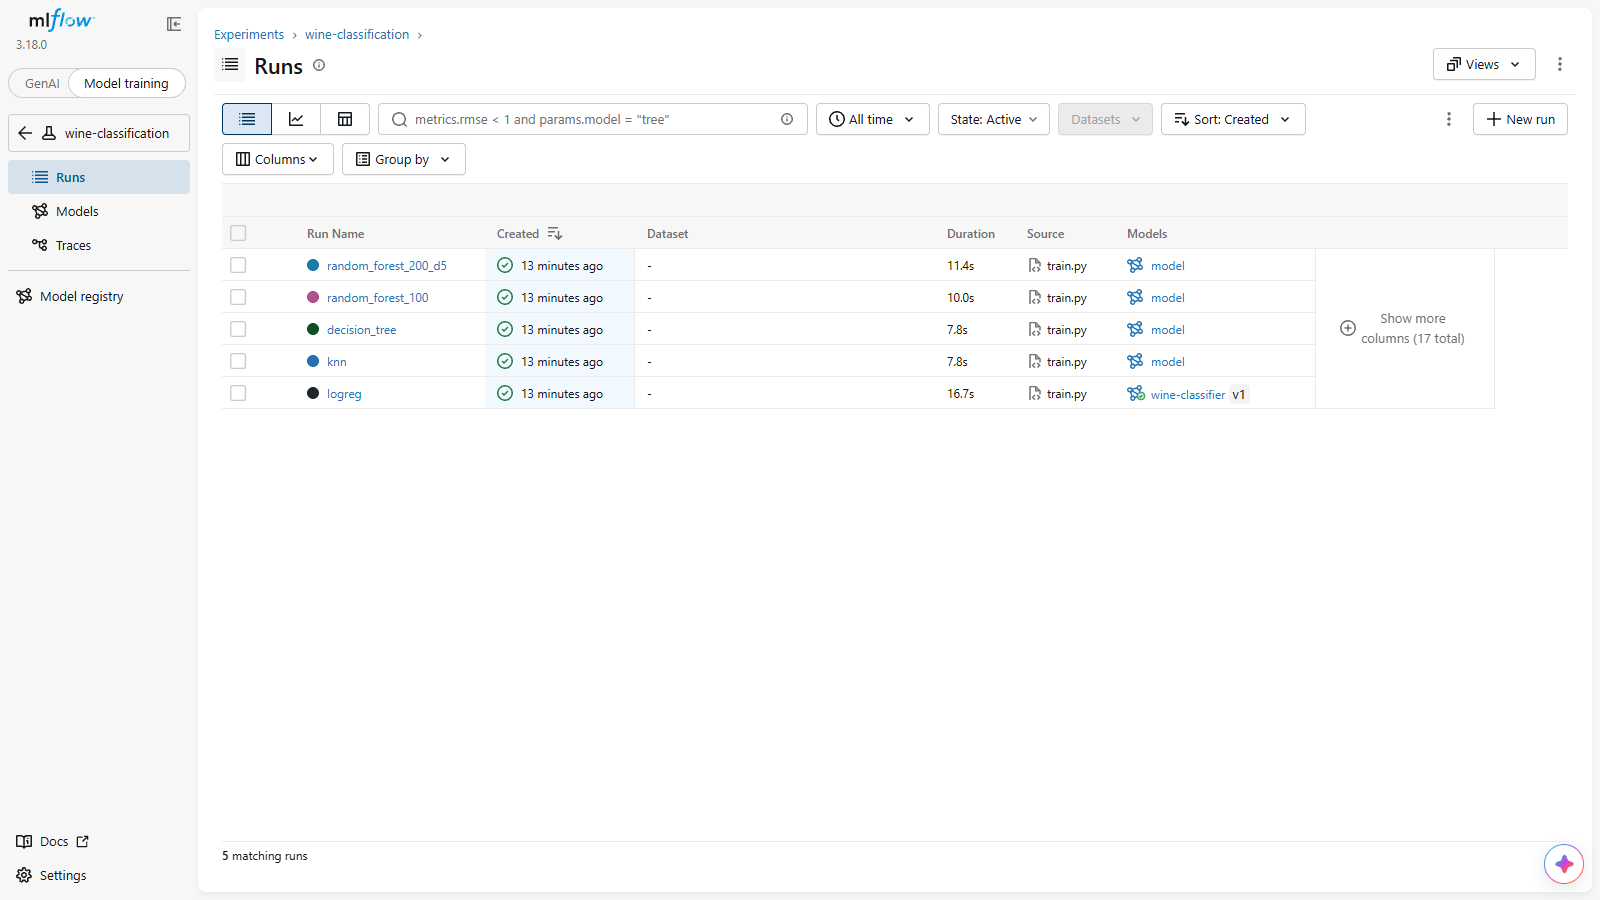 mlflow
3.18.0
GenAI
Model training
wine-classification
Runs
Models
Traces
Model registry
Docs
Settings
Experiments > wine-classification >
Runs
Views
metrics.rmse < 1 and params.model = "tree"
All time
State: Active
Datasets
Sort: Created
New run
Columns
Group by
Run Name Created Dataset Duration Source Models
random_forest_200_d5 13 minutes ago - 11.4s train.py model
random_forest_100 13 minutes ago - 10.0s train.py model
decision_tree 13 minutes ago - 7.8s train.py model
knn 13 minutes ago - 7.8s train.py model
logreg 13 minutes ago - 16.7s train.py wine-classifier v1
Show more
columns (17 total)
5 matching runs